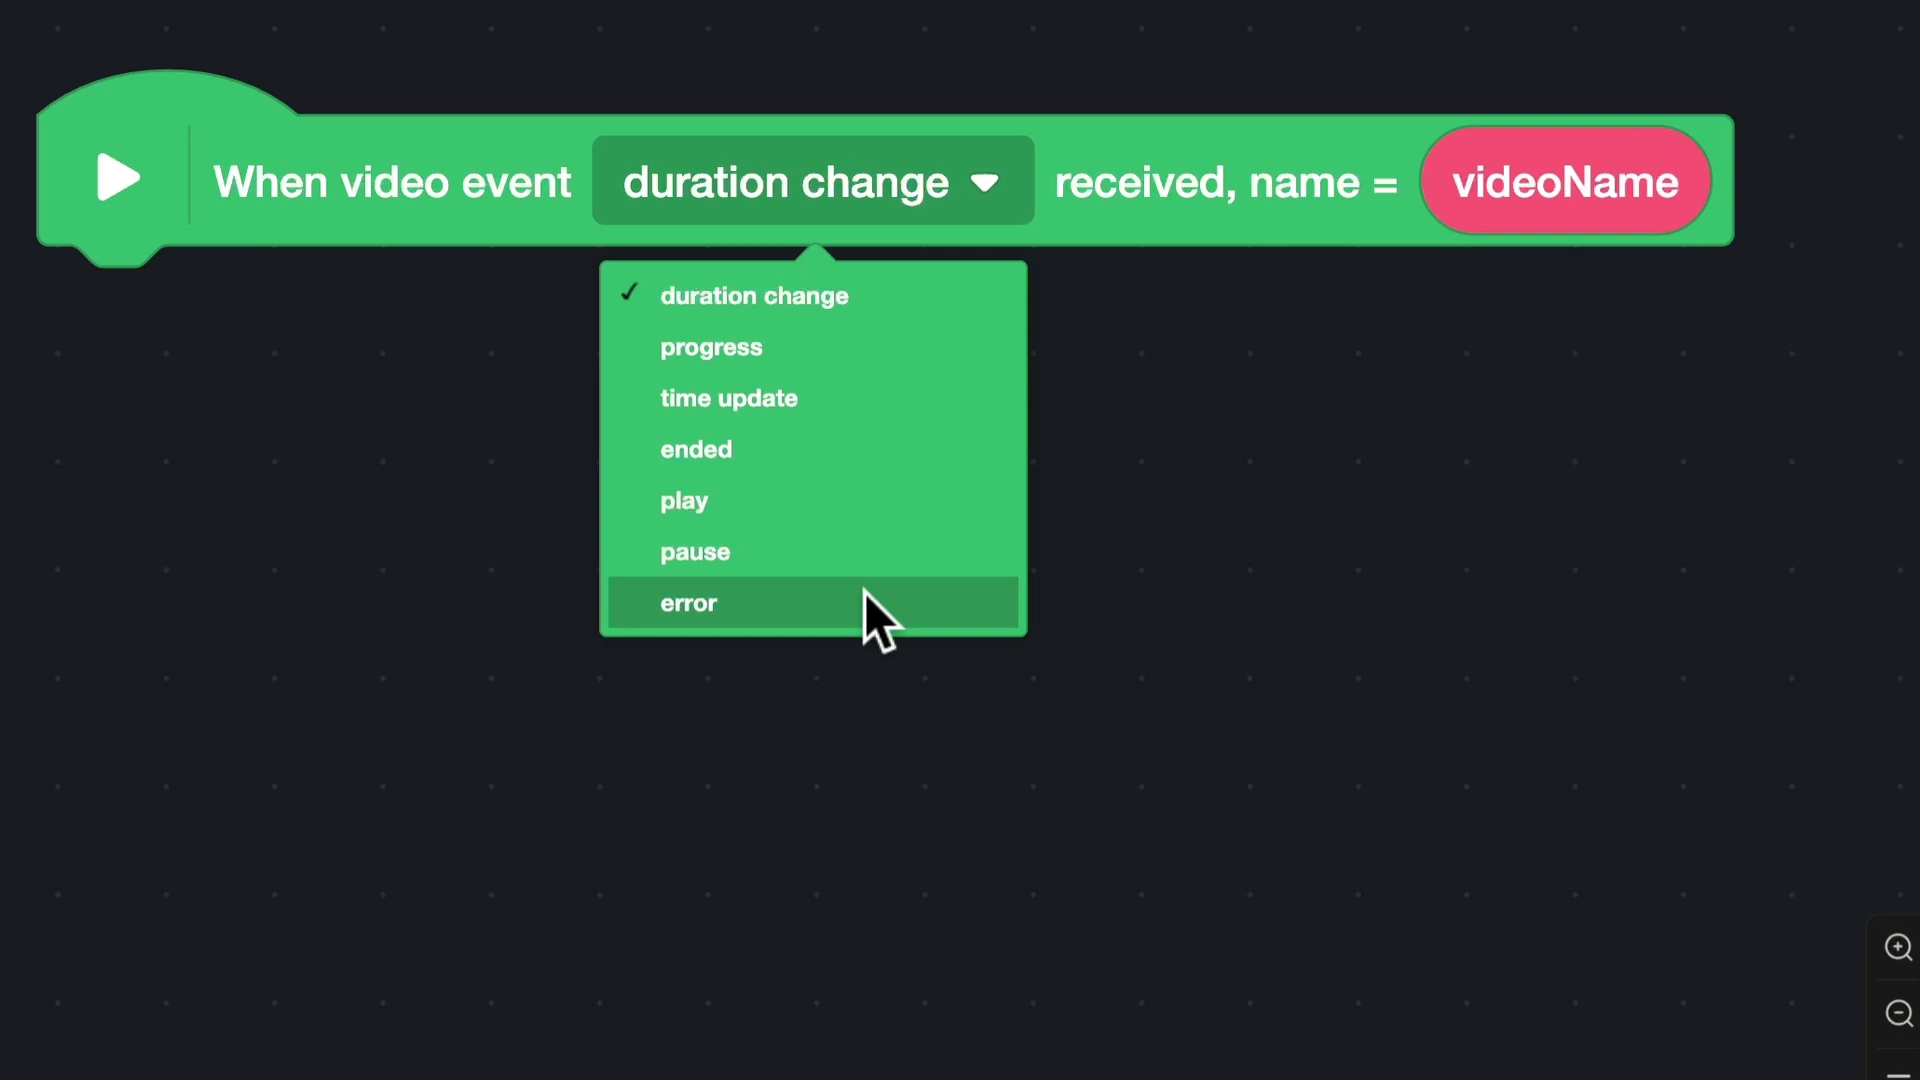 When video event duration change received, name = videoName
✓ duration change
progress
time update
ended
play
pause
error